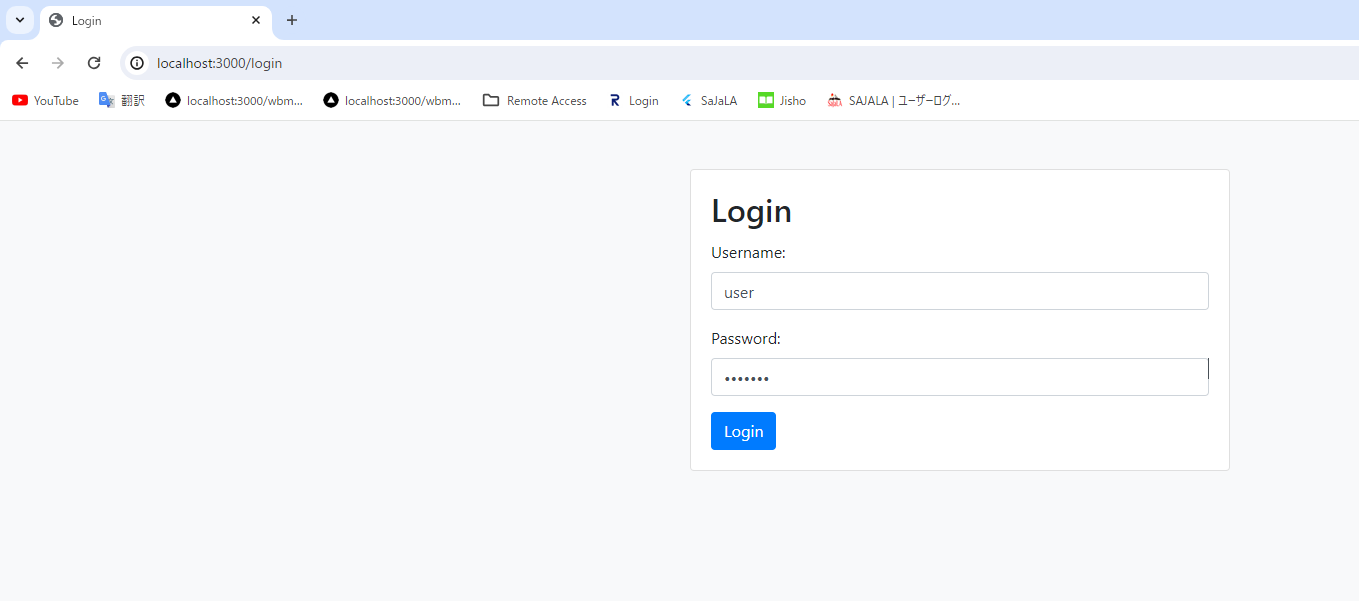 Login
localhost:3000/login
YouTube 翻訳 localhost:3000/wbm... localhost:3000/wbm... Remote Access Login SaJaLA Jisho SAJALA | ユーザーログ...
Login
Username:
user
Password:
•••••••
Login